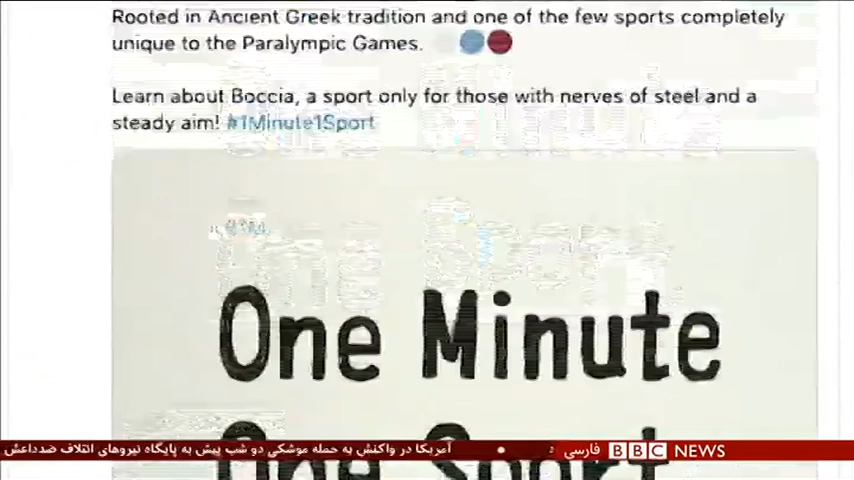 Rooted in Ancient Greek tradition and one of the few sports completely
unique to the Paralympic Games.
Learn about Boccia, a sport only for those with nerves of steel and a
steady aim! #1Minute1Sport
One Minute
One Sport
آمریکا در واکنش به حمله موشکی دو شب پیش به پایگاه نیروهای ائتلاف ضدداعش
فارسی BBC NEWS